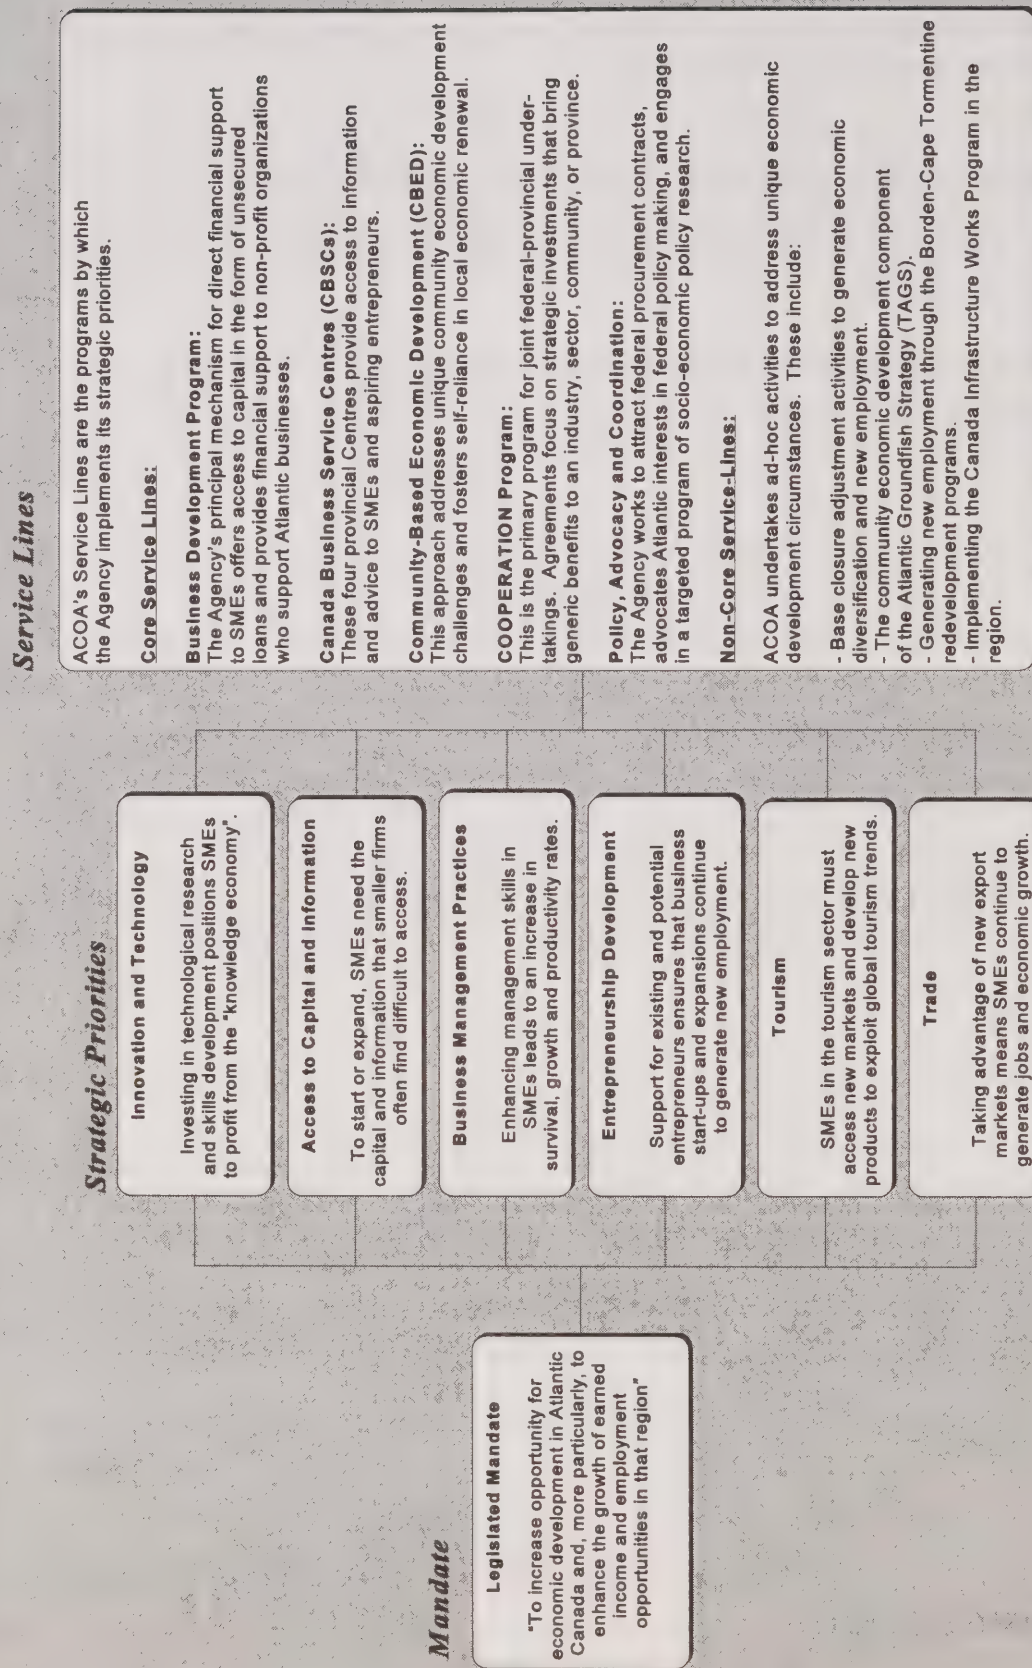 Mandate
Legislated Mandate
"To increase opportunity for
economic development in Atlantic
Canada and, more particularly, to
enhance the growth of earned
income and employment
opportunities in that region"
Strategic Priorities
Innovation and Technology
Investing in technological research
and skills development positions SMEs
to profit from the "knowledge economy".
Access to Capital and Information
To start or expand, SMEs need the
capital and information that smaller firms
often find difficult to access.
Business Management Practices
Enhancing management skills in
SMEs leads to an increase in
survival, growth and productivity rates.
Entrepreneurship Development
Support for existing and potential
entrepreneurs ensures that business
start-ups and expansions continue
to generate new employment.
Tourism
SMEs in the tourism sector must
access new markets and develop new
products to exploit global tourism trends.
Trade
Taking advantage of new export
markets means SMEs continue to
generate jobs and economic growth.
Service Lines
ACOA's Service Lines are the programs by which
the Agency implements its strategic priorities.
Core Service Lines:
Business Development Program:
The Agency's principal mechanism for direct financial support
to SMEs offers access to capital in the form of unsecured
loans and provides financial support to non-profit organizations
who support Atlantic businesses.
Canada Business Service Centres (CBSCs):
These four provincial Centres provide access to information
and advice to SMEs and aspiring entrepreneurs.
Community-Based Economic Development (CBED):
This approach addresses unique community economic development
challenges and fosters self-reliance in local economic renewal.
COOPERATION Program:
This is the primary program for joint federal-provincial under-
takings. Agreements focus on strategic investments that bring
generic benefits to an industry, sector, community, or province.
Policy, Advocacy and Coordination:
The Agency works to attract federal procurement contracts,
advocates Atlantic interests in federal policy making, and engages
in a targeted program of socio-economic policy research.
Non-Core Service-Lines:
ACOA undertakes ad-hoc activities to address unique economic
development circumstances. These include:
- Base closure adjustment activities to generate economic
diversification and new employment.
- The community economic development component
of the Atlantic Groundfish Strategy (TAGS).
- Generating new employment through the Borden-Cape Tormentine
redevelopment programs.
- Implementing the Canada Infrastructure Works Program in the
region.